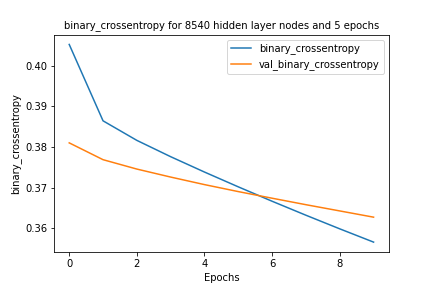 binary_crossentropy for 8540 hidden layer nodes and 5 epochs
binary_crossentropy
val_binary_crossentropy
0.40
0.39
0.38
0.37
0.36
binary_crossentropy
0
2
4
6
8
Epochs